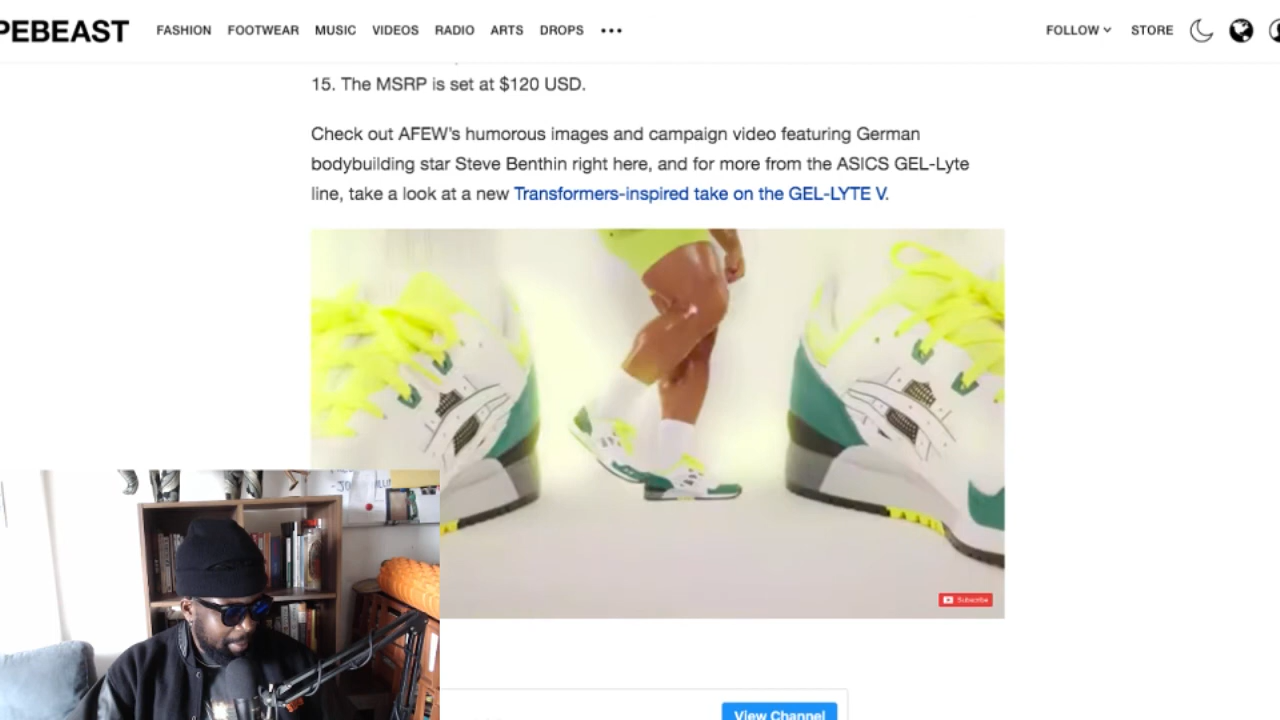 PEBEAST FASHION FOOTWEAR MUSIC VIDEOS RADIO ARTS DROPS ••• FOLLOW STORE
15. The MSRP is set at $120 USD.
Check out AFEW's humorous images and campaign video featuring German
bodybuilding star Steve Benthin right here, and for more from the ASICS GEL-Lyte
line, take a look at a new Transformers-inspired take on the GEL-LYTE V.
Subscribe
View Channel